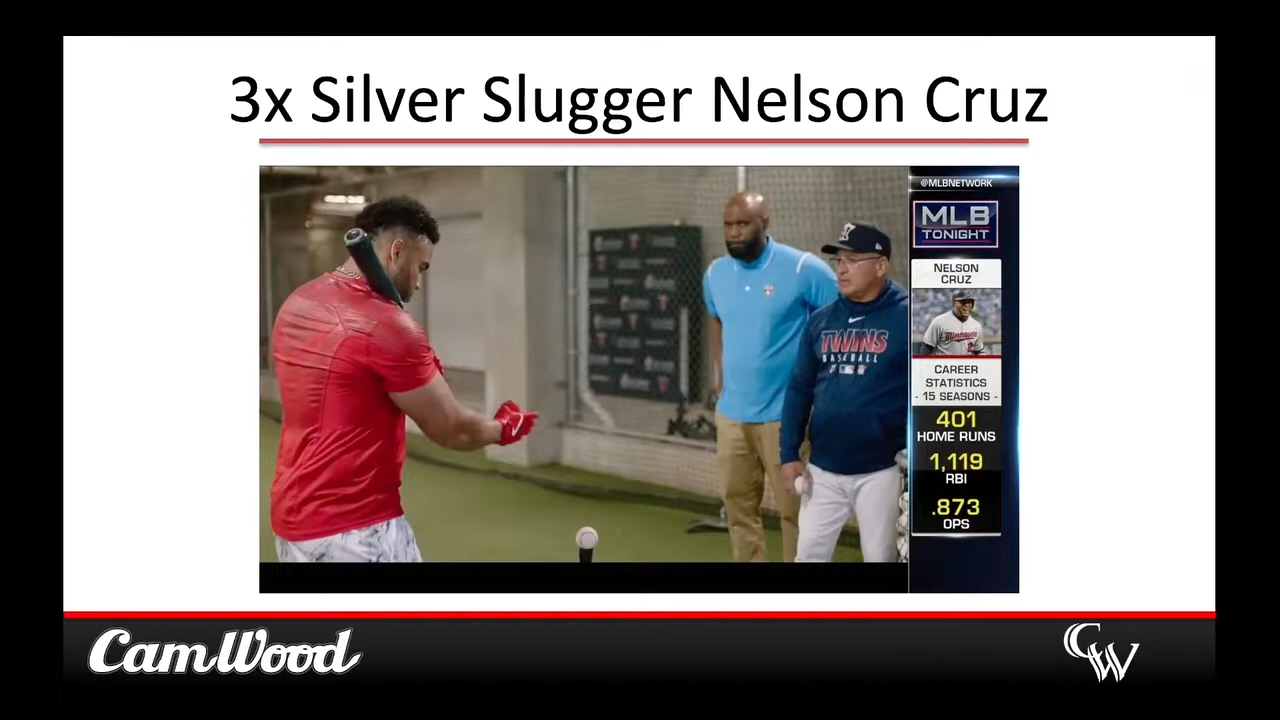 3x Silver Slugger Nelson Cruz
@MLBNETWORK
MLB
TONIGHT
NELSON
CRUZ
CAREER
STATISTICS
- 15 SEASONS -
401
HOME RUNS
1,119
RBI
.873
OPS
TWINS
BASEBALL
CamWood
CW